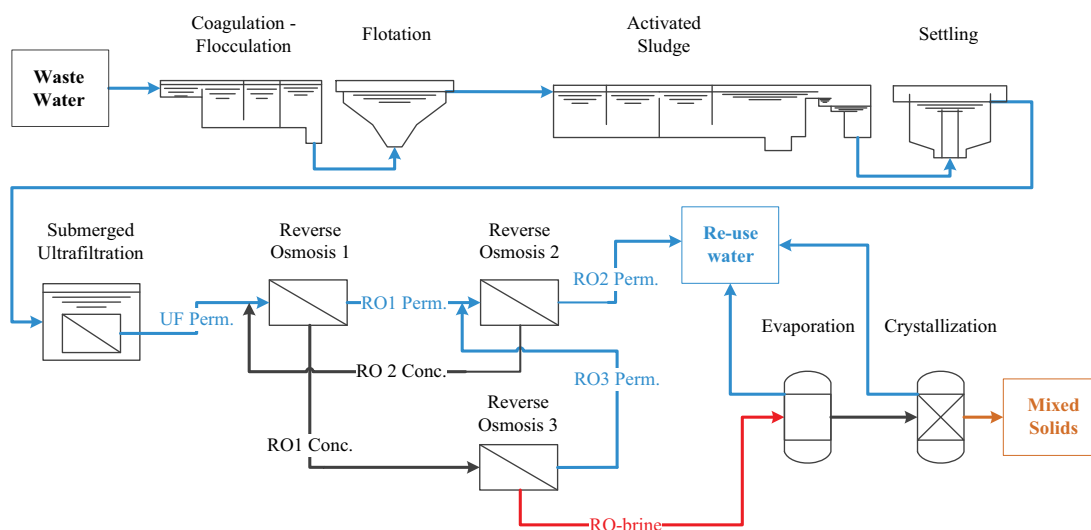 Coagulation -
Flocculation
Flotation
Activated
Sludge
Settling
Waste
Water
Submerged
Ultrafiltration
Reverse
Osmosis 1
Reverse
Osmosis 2
Re-use
water
RO2 Perm.
UF Perm.
RO1 Perm.
Evaporation
Crystallization
RO 2 Conc.
RO3 Perm.
Reverse
Osmosis 3
Mixed
Solids
RO1 Conc.
RO-brine